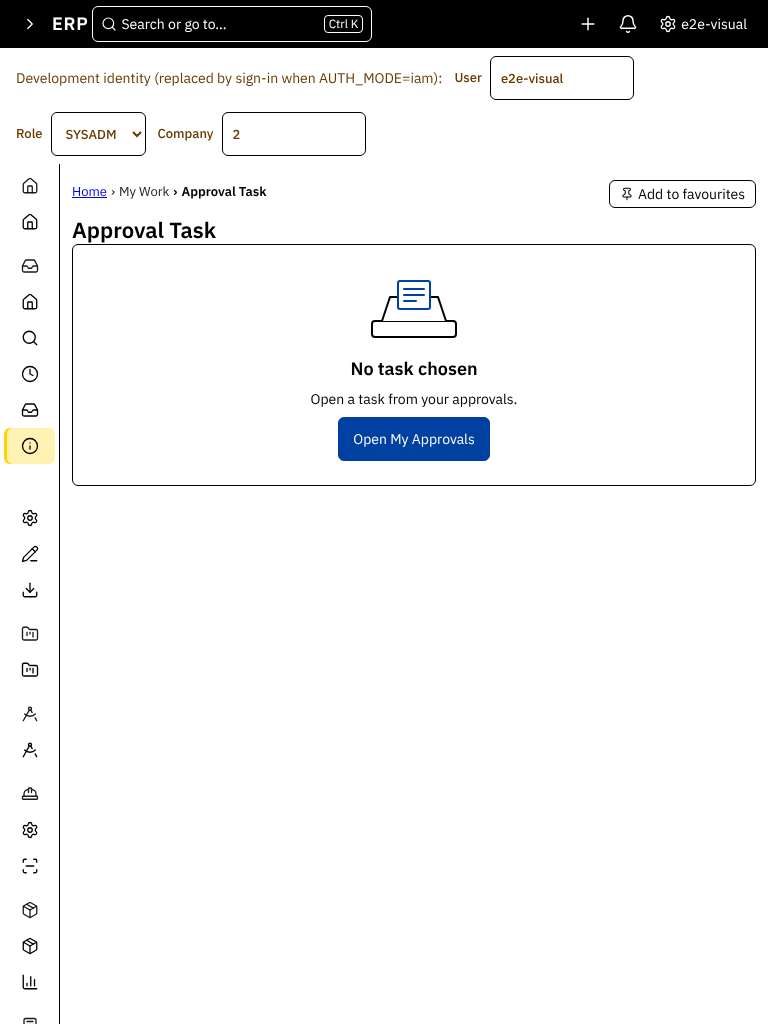 ERP Search or go to... Ctrl K e2e-visual
Development identity (replaced by sign-in when AUTH_MODE=iam): User e2e-visual
Role SYSADM Company 2
Home › My Work › Approval Task Add to favourites
Approval Task
No task chosen
Open a task from your approvals.
Open My Approvals